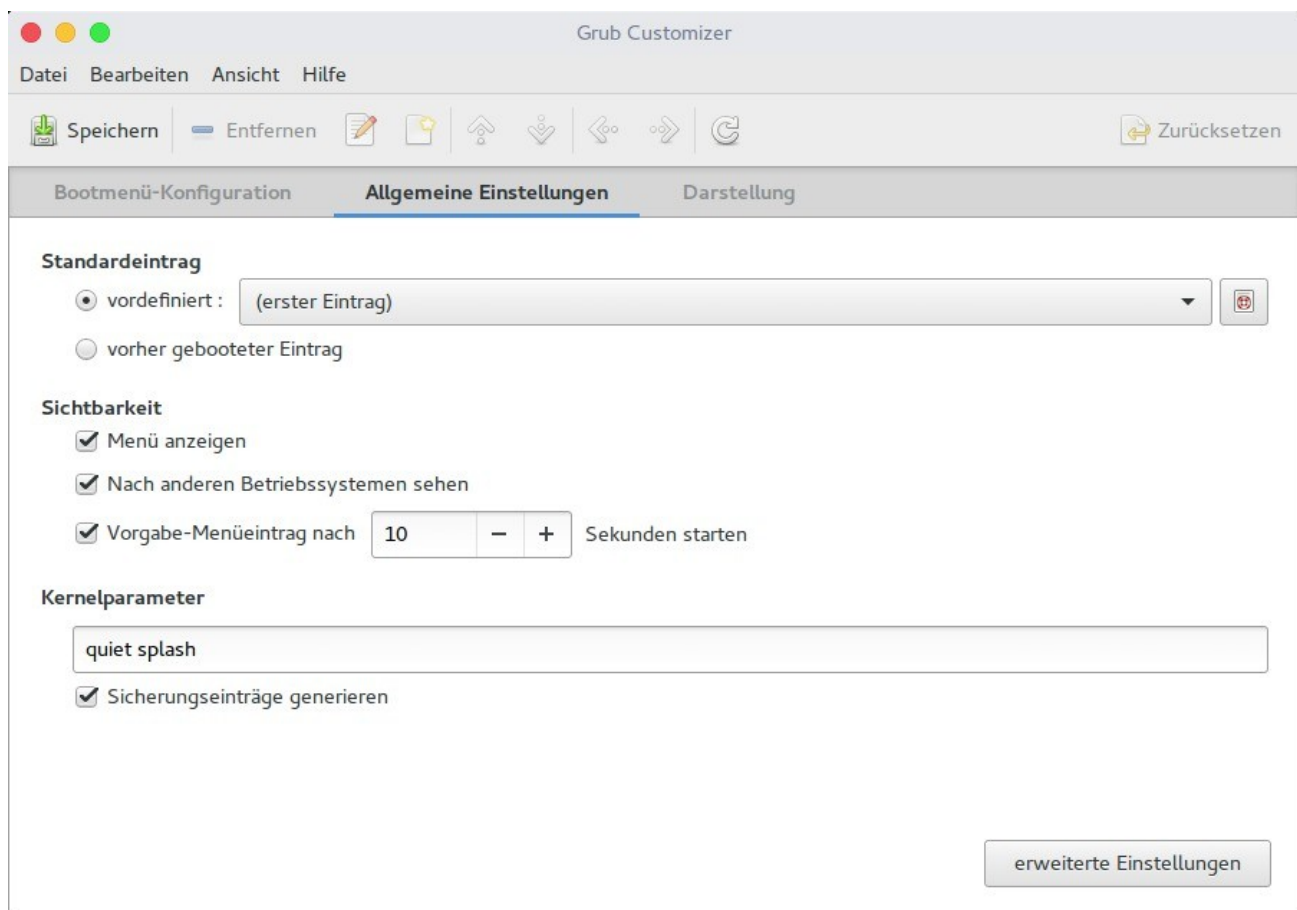 Grub Customizer
Datei Bearbeiten Ansicht Hilfe
Speichern Entfernen Zurücksetzen
Bootmenü-Konfiguration Allgemeine Einstellungen Darstellung
Standardeintrag
vordefiniert : (erster Eintrag)
vorher gebooteter Eintrag
Sichtbarkeit
Menü anzeigen
Nach anderen Betriebssystemen sehen
Vorgabe-Menüeintrag nach 10 − + Sekunden starten
Kernelparameter
quiet splash
Sicherungseinträge generieren
erweiterte Einstellungen